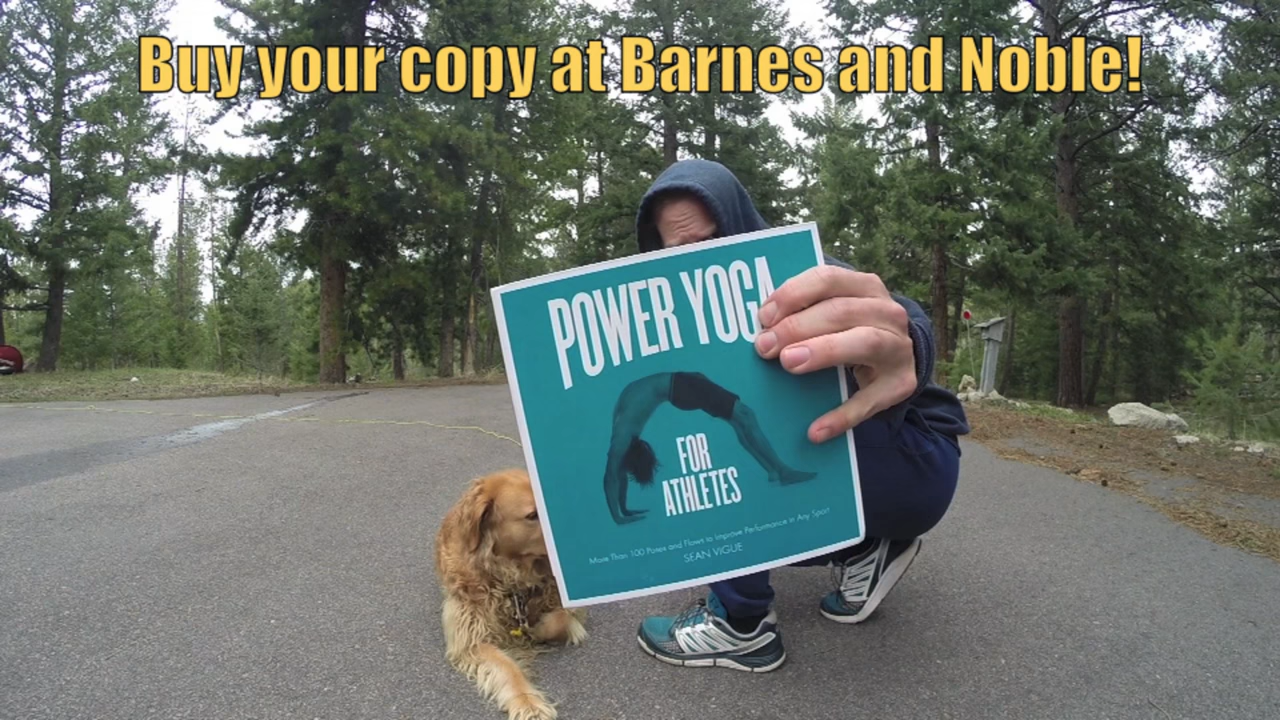 Buy your copy at Barnes and Noble!
POWER YOGA
FOR
ATHLETES
More Than 100 Poses and Flows to Improve Performance in Any Sport
SEAN VIGUE